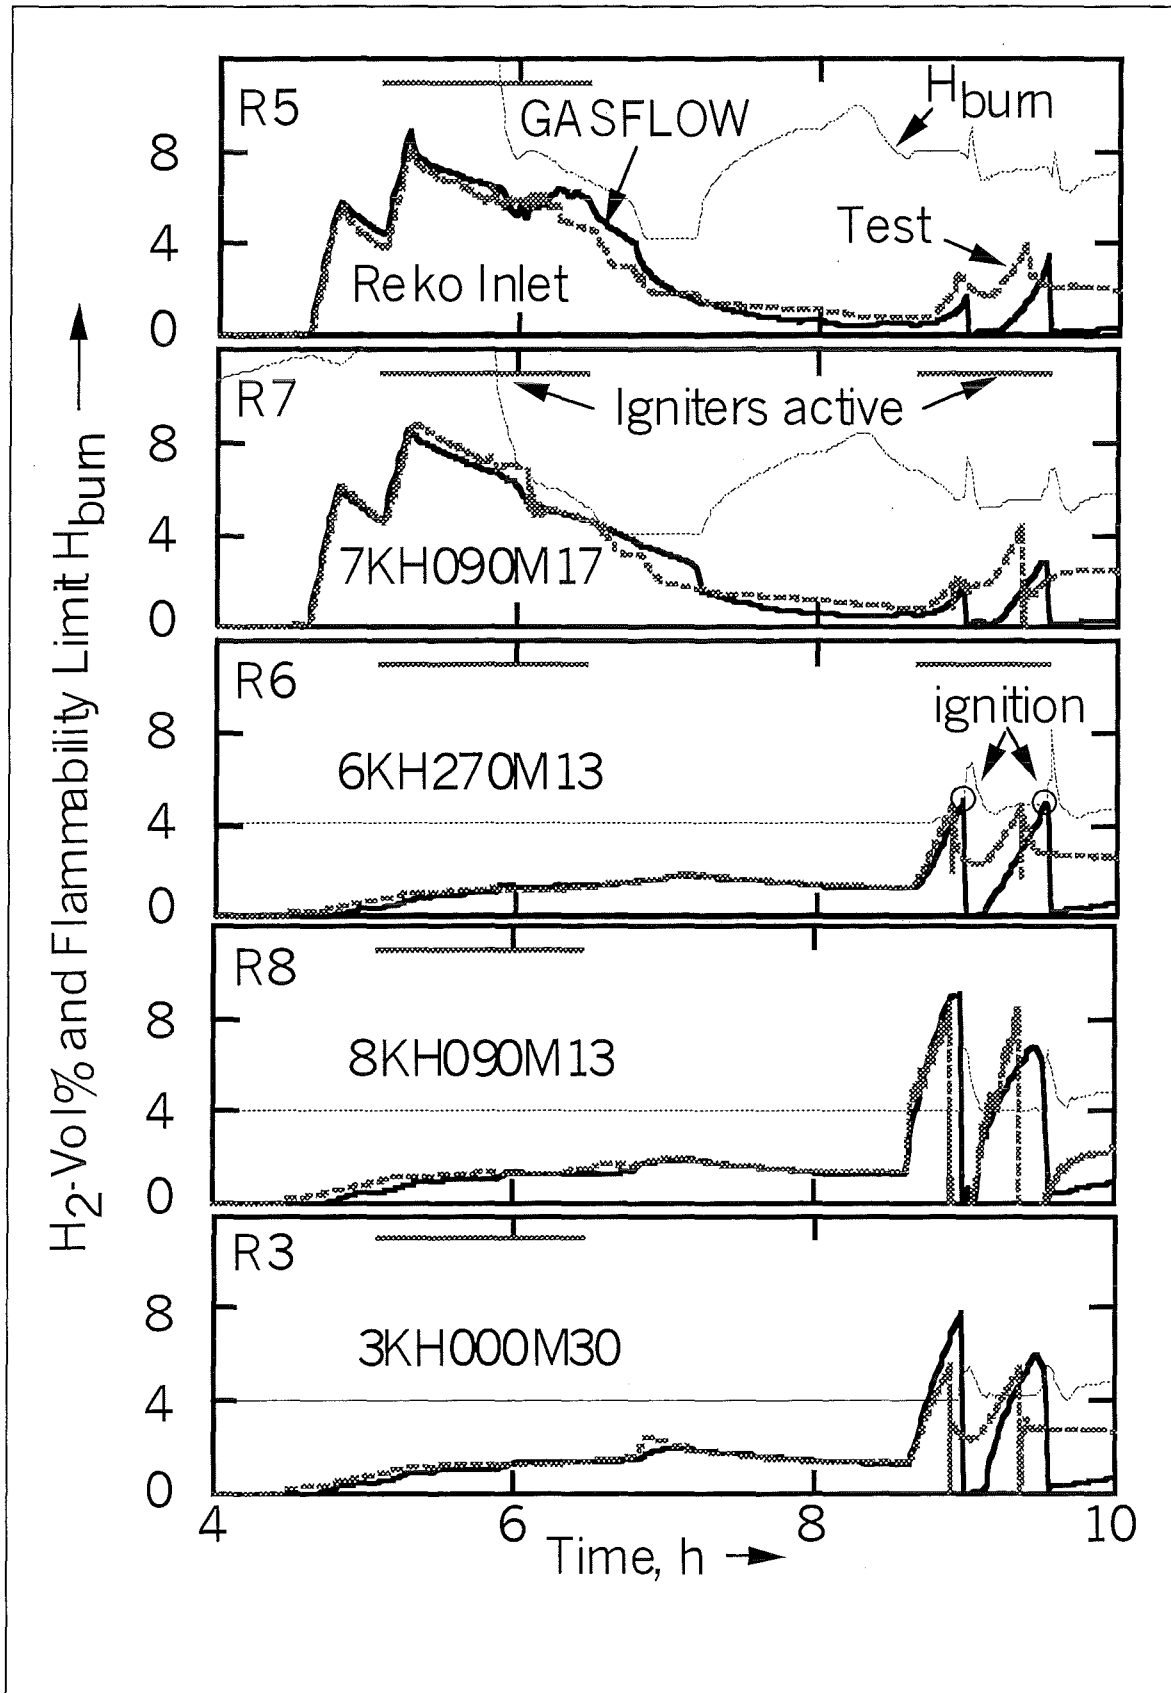 H2-Vol% and Flammability Limit Hburn
R5
GASFLOW
Hburn
8
4
0
Test
Reko Inlet
R7
Igniters active
8
4
0
7KH090M17
R6
ignition
8
4
0
6KH270M13
R8
8
4
0
8KH090M13
R3
8
4
0
3KH000M30
4 6 8 10
Time, h